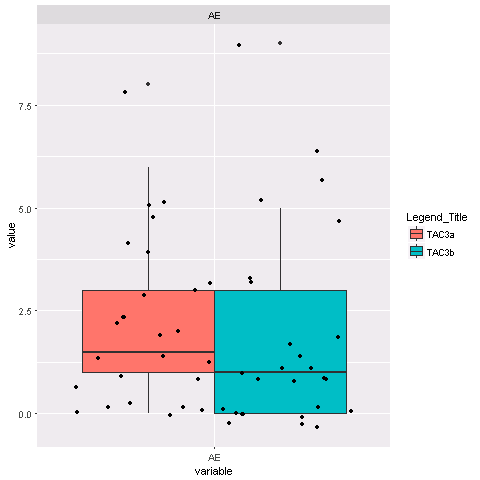 AE
7.5
5.0
2.5
0.0
value
AE
variable
Legend_Title
TAC3a
TAC3b